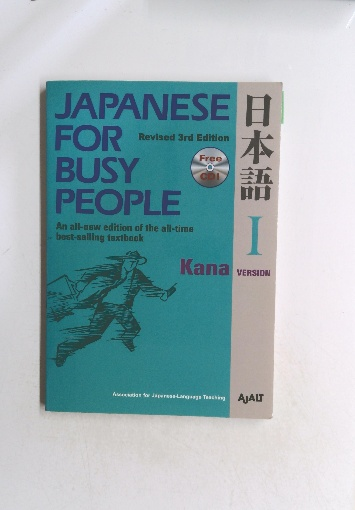 JAPANESE
FOR
BUSY
PEOPLE
Revised 3rd Edition
Free
CD!
An all-new edition of the all-time
best-selling textbook
日本語
I
Kana VERSION
Association for Japanese-Language Teaching
AJALT